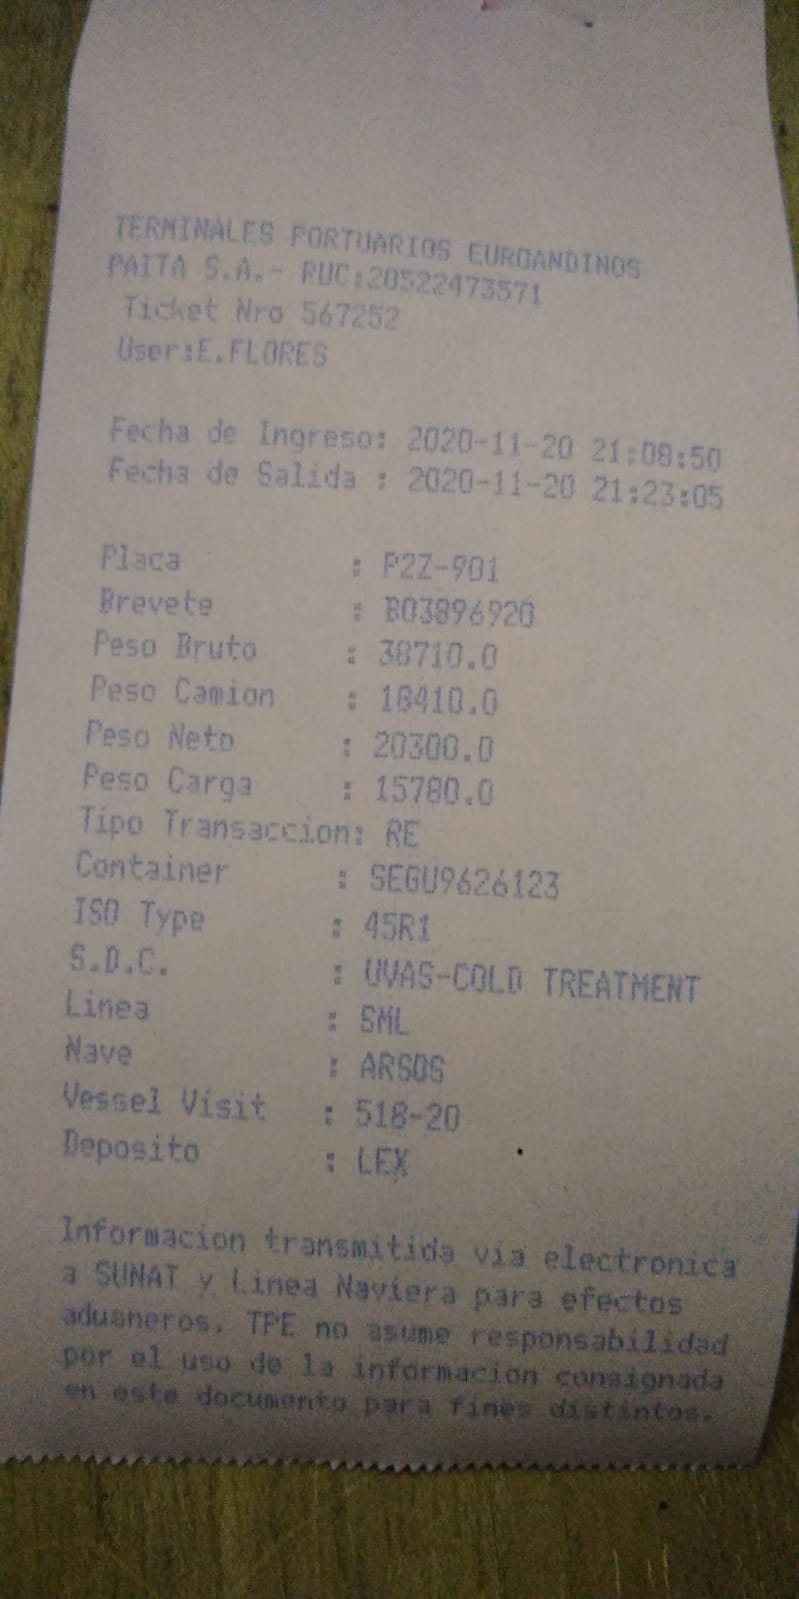 TERMINALES PORTUARIOS EUROANDINOS
PAITA S.A.- RUC:20522473571
Ticket Nro 567252
User:E.FLORES
Fecha de Ingreso: 2020-11-20 21:08:50
Fecha de Salida : 2020-11-20 21:23:05
Placa : P2Z-901
Brevete : B03896920
Peso Bruto : 38710.0
Peso Camion : 18410.0
Peso Neto : 20300.0
Peso Carga : 15780.0
Tipo Transaccion: RE
Container : SEGU9626123
ISO Type : 45R1
S.D.C. : UVAS-COLD TREATMENT
Linea : SML
Nave : ARSOS
Vessel Visit : 518-20
Deposito : LEX
Informacion transmitida via electronica
a SUNAT y Linea Naviera para efectos
aduaneros. TPE no asume responsabilidad
por el uso de la informacion consignada
en este documento para fines distintos.